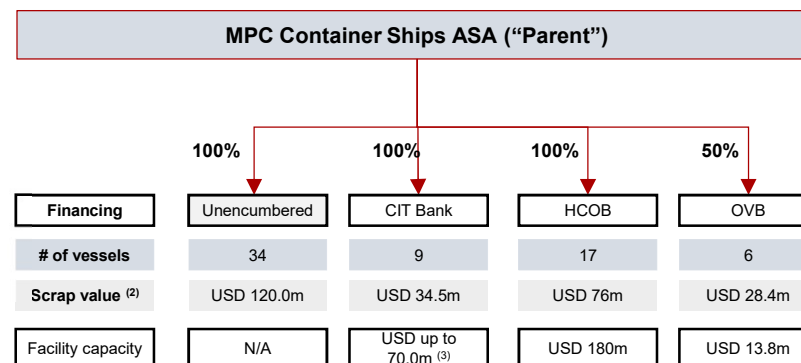 MPC Container Ships ASA (“Parent”)
100% 100% 100% 50%
Financing Unencumbered CIT Bank HCOB OVB
# of vessels 34 9 17 6
Scrap value (2) USD 120.0m USD 34.5m USD 76m USD 28.4m
Facility capacity N/A USD up to 70.0m (3) USD 180m USD 13.8m